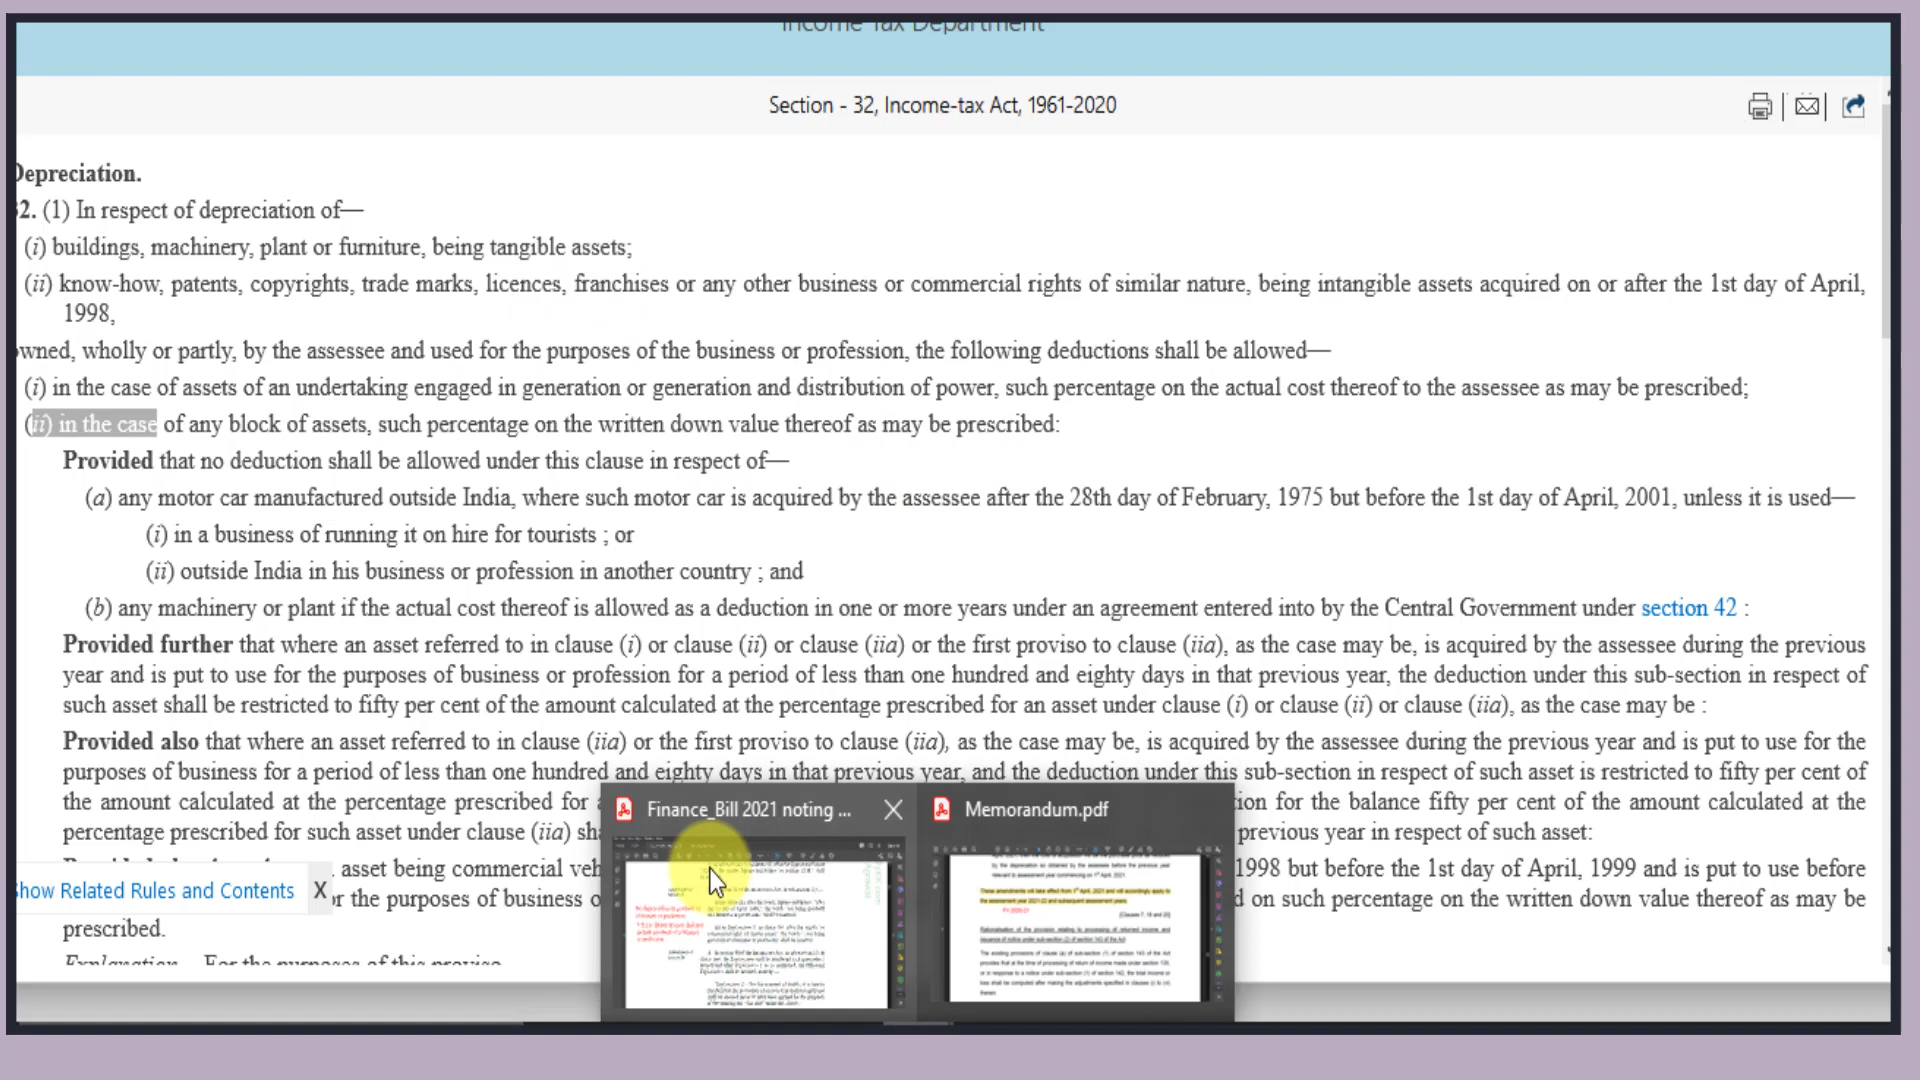 Income Tax Department
Section - 32, Income-tax Act, 1961-2020
Depreciation.
32. (1) In respect of depreciation of—
(i) buildings, machinery, plant or furniture, being tangible assets;
(ii) know-how, patents, copyrights, trade marks, licences, franchises or any other business or commercial rights of similar nature, being intangible assets acquired on or after the 1st day of April,
1998,
owned, wholly or partly, by the assessee and used for the purposes of the business or profession, the following deductions shall be allowed—
(i) in the case of assets of an undertaking engaged in generation or generation and distribution of power, such percentage on the actual cost thereof to the assessee as may be prescribed;
(ii) in the case of any block of assets, such percentage on the written down value thereof as may be prescribed:
Provided that no deduction shall be allowed under this clause in respect of—
(a) any motor car manufactured outside India, where such motor car is acquired by the assessee after the 28th day of February, 1975 but before the 1st day of April, 2001, unless it is used—
(i) in a business of running it on hire for tourists ; or
(ii) outside India in his business or profession in another country ; and
(b) any machinery or plant if the actual cost thereof is allowed as a deduction in one or more years under an agreement entered into by the Central Government under section 42 :
Provided further that where an asset referred to in clause (i) or clause (ii) or clause (iia) or the first proviso to clause (iia), as the case may be, is acquired by the assessee during the previous
year and is put to use for the purposes of business or profession for a period of less than one hundred and eighty days in that previous year, the deduction under this sub-section in respect of
such asset shall be restricted to fifty per cent of the amount calculated at the percentage prescribed for an asset under clause (i) or clause (ii) or clause (iia), as the case may be :
Provided also that where an asset referred to in clause (iia) or the first proviso to clause (iia), as the case may be, is acquired by the assessee during the previous year and is put to use for the
purposes of business for a period of less than one hundred and eighty days in that previous year, and the deduction under this sub-section in respect of such asset is restricted to fifty per cent of
the amount calculated at the percentage prescribed for ion for the balance fifty per cent of the amount calculated at the
percentage prescribed for such asset under clause (iia) previous year in respect of such asset:
asset being commercial 1998 but before the 1st day of April, 1999 and is put to use before
for the purposes of business on such percentage on the written down value thereof as may be
prescribed.
Explanation.—For the purposes of this proviso,
Show Related Rules and Contents X
Finance_Bill 2021 noting ...
Memorandum.pdf